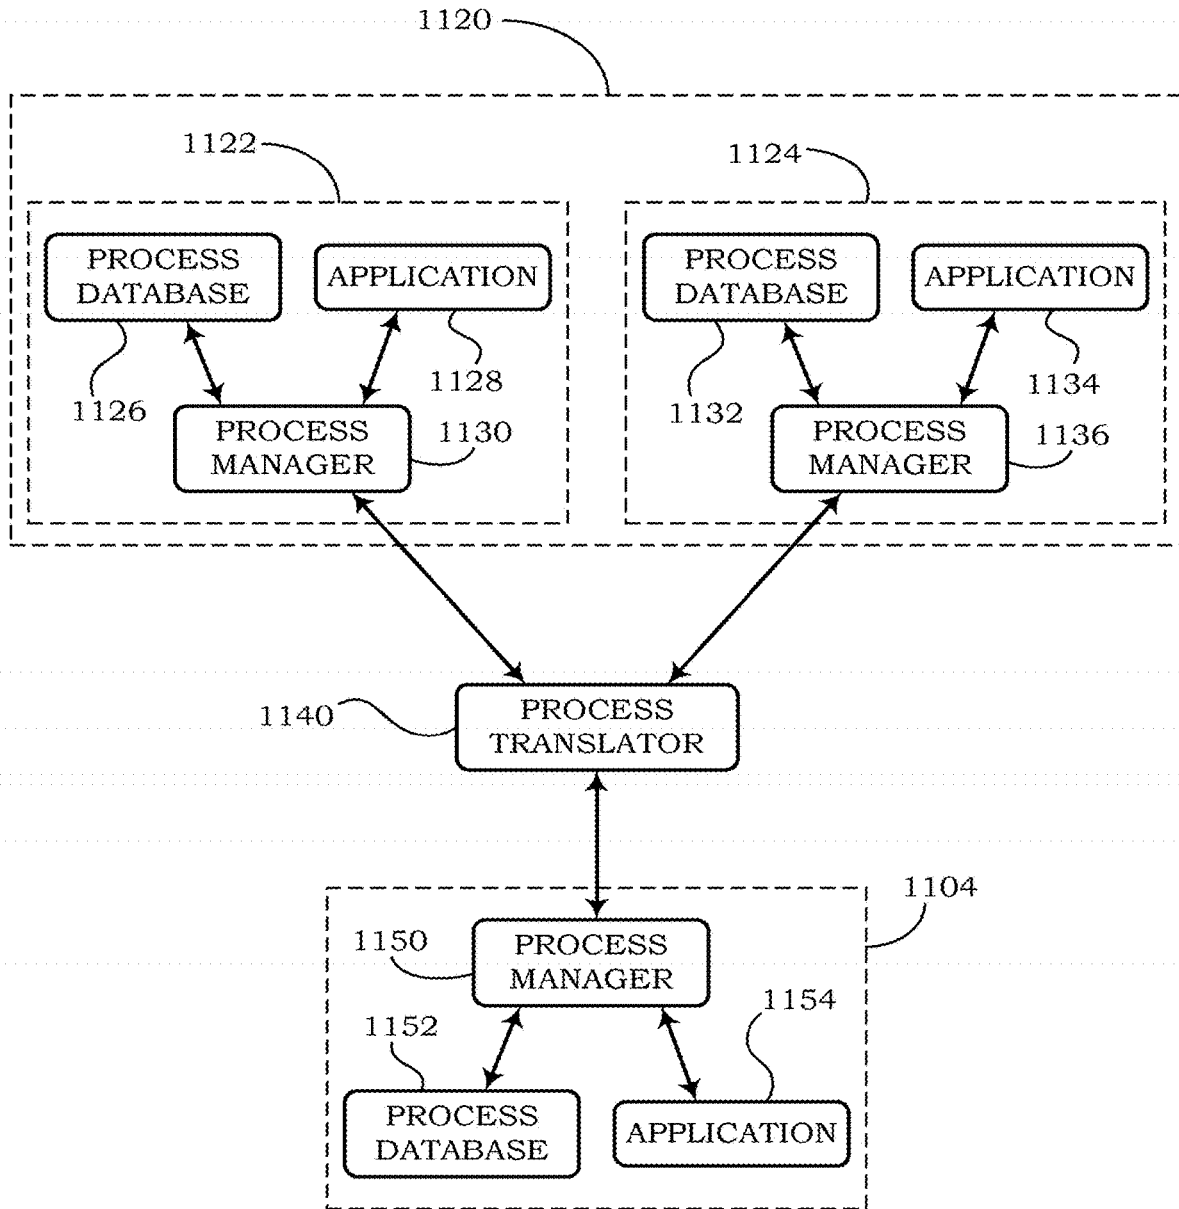 1120
1122
1124
PROCESS
DATABASE
APPLICATION
PROCESS
DATABASE
APPLICATION
1126
1128
1132
1134
PROCESS
MANAGER
1130
PROCESS
MANAGER
1136
1140
PROCESS
TRANSLATOR
1104
1150
PROCESS
MANAGER
1154
1152
PROCESS
DATABASE
APPLICATION